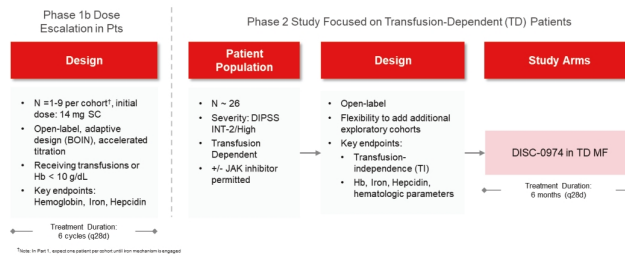 Phase 1b Dose
Escalation in Pts
Phase 2 Study Focused on Transfusion-Dependent (TD) Patients
Design
• N =1-9 per cohort†, initial
dose: 14 mg SC
• Open-label, adaptive
design (BOIN), accelerated
titration
• Receiving transfusions or
Hb < 10 g/dL
• Key endpoints:
Hemoglobin, Iron, Hepcidin
Treatment Duration:
6 cycles (q28d)
Patient
Population
• N ~ 26
• Severity: DIPSS
INT-2/High
• Transfusion
Dependent
• +/- JAK inhibitor
permitted
Design
• Open-label
• Flexibility to add additional
exploratory cohorts
• Key endpoints:
• Transfusion-
independence (TI)
• Hb, Iron, Hepcidin,
hematologic parameters
Study Arms
DISC-0974 in TD MF
Treatment Duration:
6 months (q28d)
†Note: In Part 1, expect one patient per cohort until iron mechanism is engaged